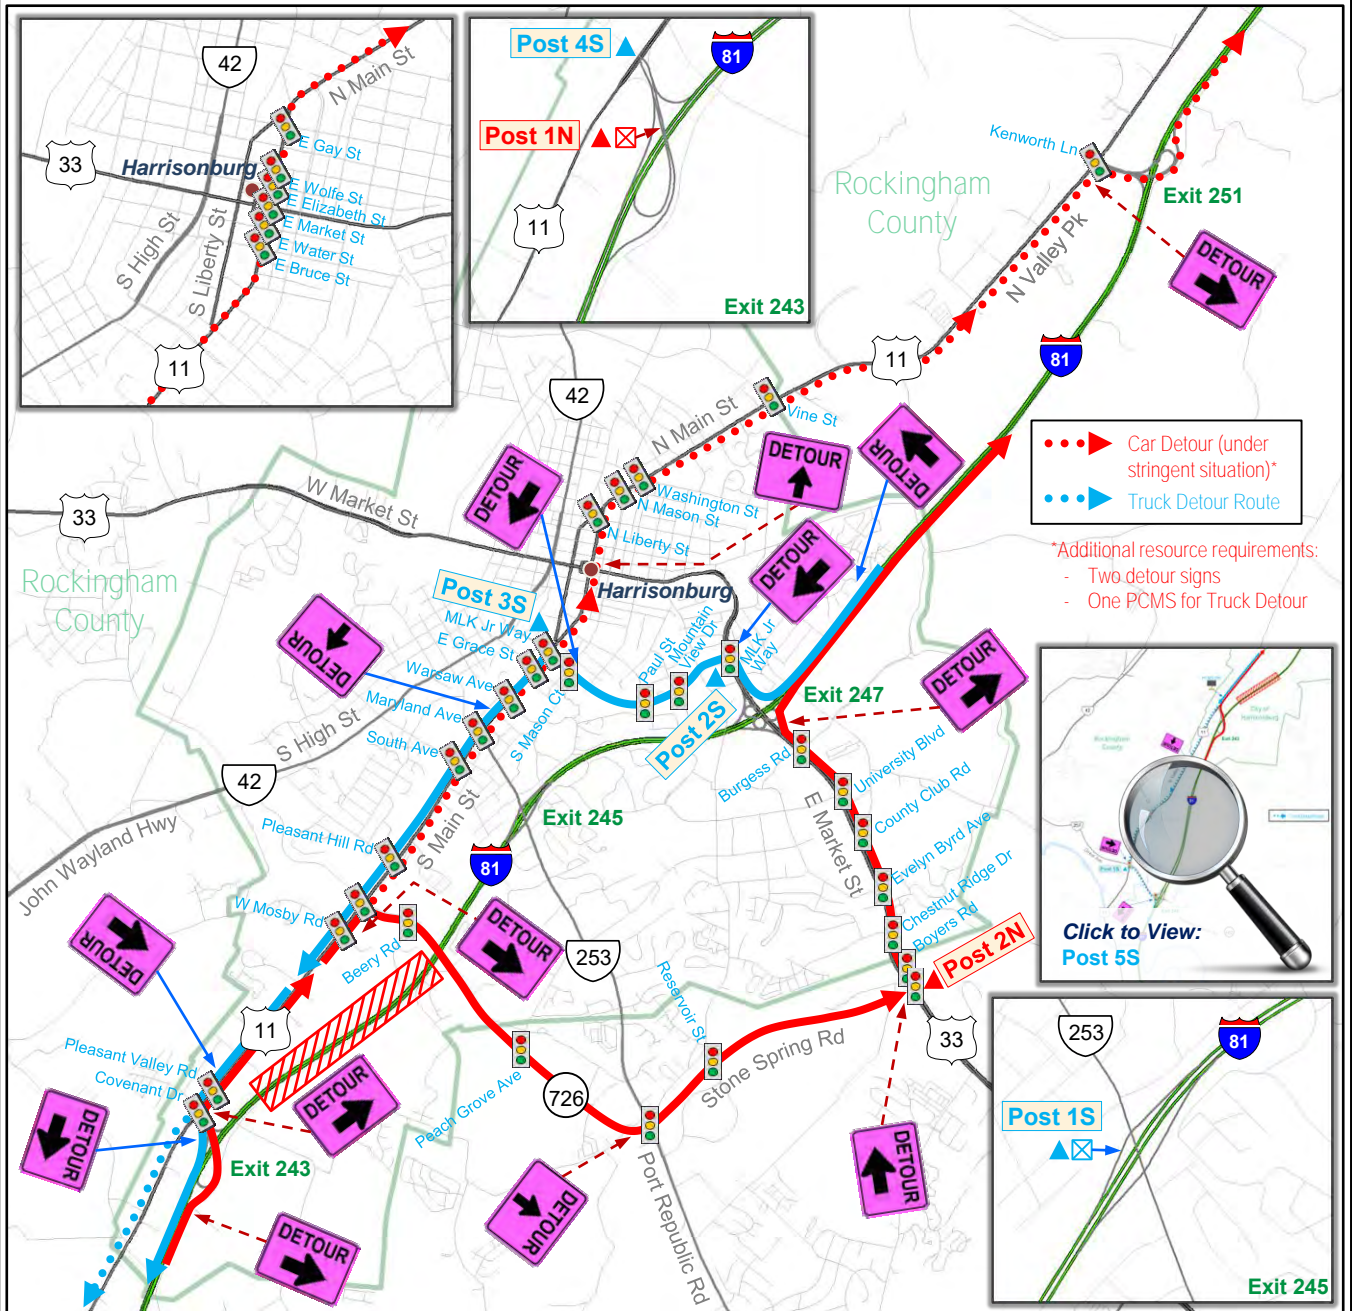 42
N Main St
33
Harrisonburg
E Gay St
E Wolfe St
E Elizabeth St
E Market St
E Water St
E Bruce St
S High St
S Liberty St
11
Post 4S
81
Post 1N
11
Exit 243
Kenworth Ln
Rockingham
County
Exit 251
N Valley Pk
DETOUR
11
81
42
N Main St
Vine St
Car Detour (under
stringent situation)*
Truck Detour Route
*Additional resource requirements:
- Two detour signs
- One PCMS for Truck Detour
33
W Market St
DETOUR
DETOUR
DETOUR
Washington St
N Mason St
N Liberty St
DETOUR
Harrisonburg
Rockingham
County
Post 3S
MLK Jr Way
E Grace St
Warsaw Ave
Maryland Ave
South Ave
DETOUR
S Mason Ct
Paul St
Mountain
View Dr
MLK Jr
Way
Post 2S
DETOUR
Exit 247
S High St
42
John Wayland Hwy
Burgess Rd
University Blvd
County Club Rd
Evelyn Byrd Ave
Chestnut Ridge Dr
Boyers Rd
E Market St
Exit 245
81
Pleasant Hill Rd
S Main St
W Mosby Rd
Beery Rd
DETOUR
DETOUR
253
Reservoir St
Post 2N
Click to View:
Post 5S
11
Pleasant Valley Rd
Covenant Dr
DETOUR
DETOUR
Peach Grove Ave
726
Stone Spring Rd
33
Exit 243
DETOUR
DETOUR
Port Republic Rd
DETOUR
253
81
Post 1S
Exit 245